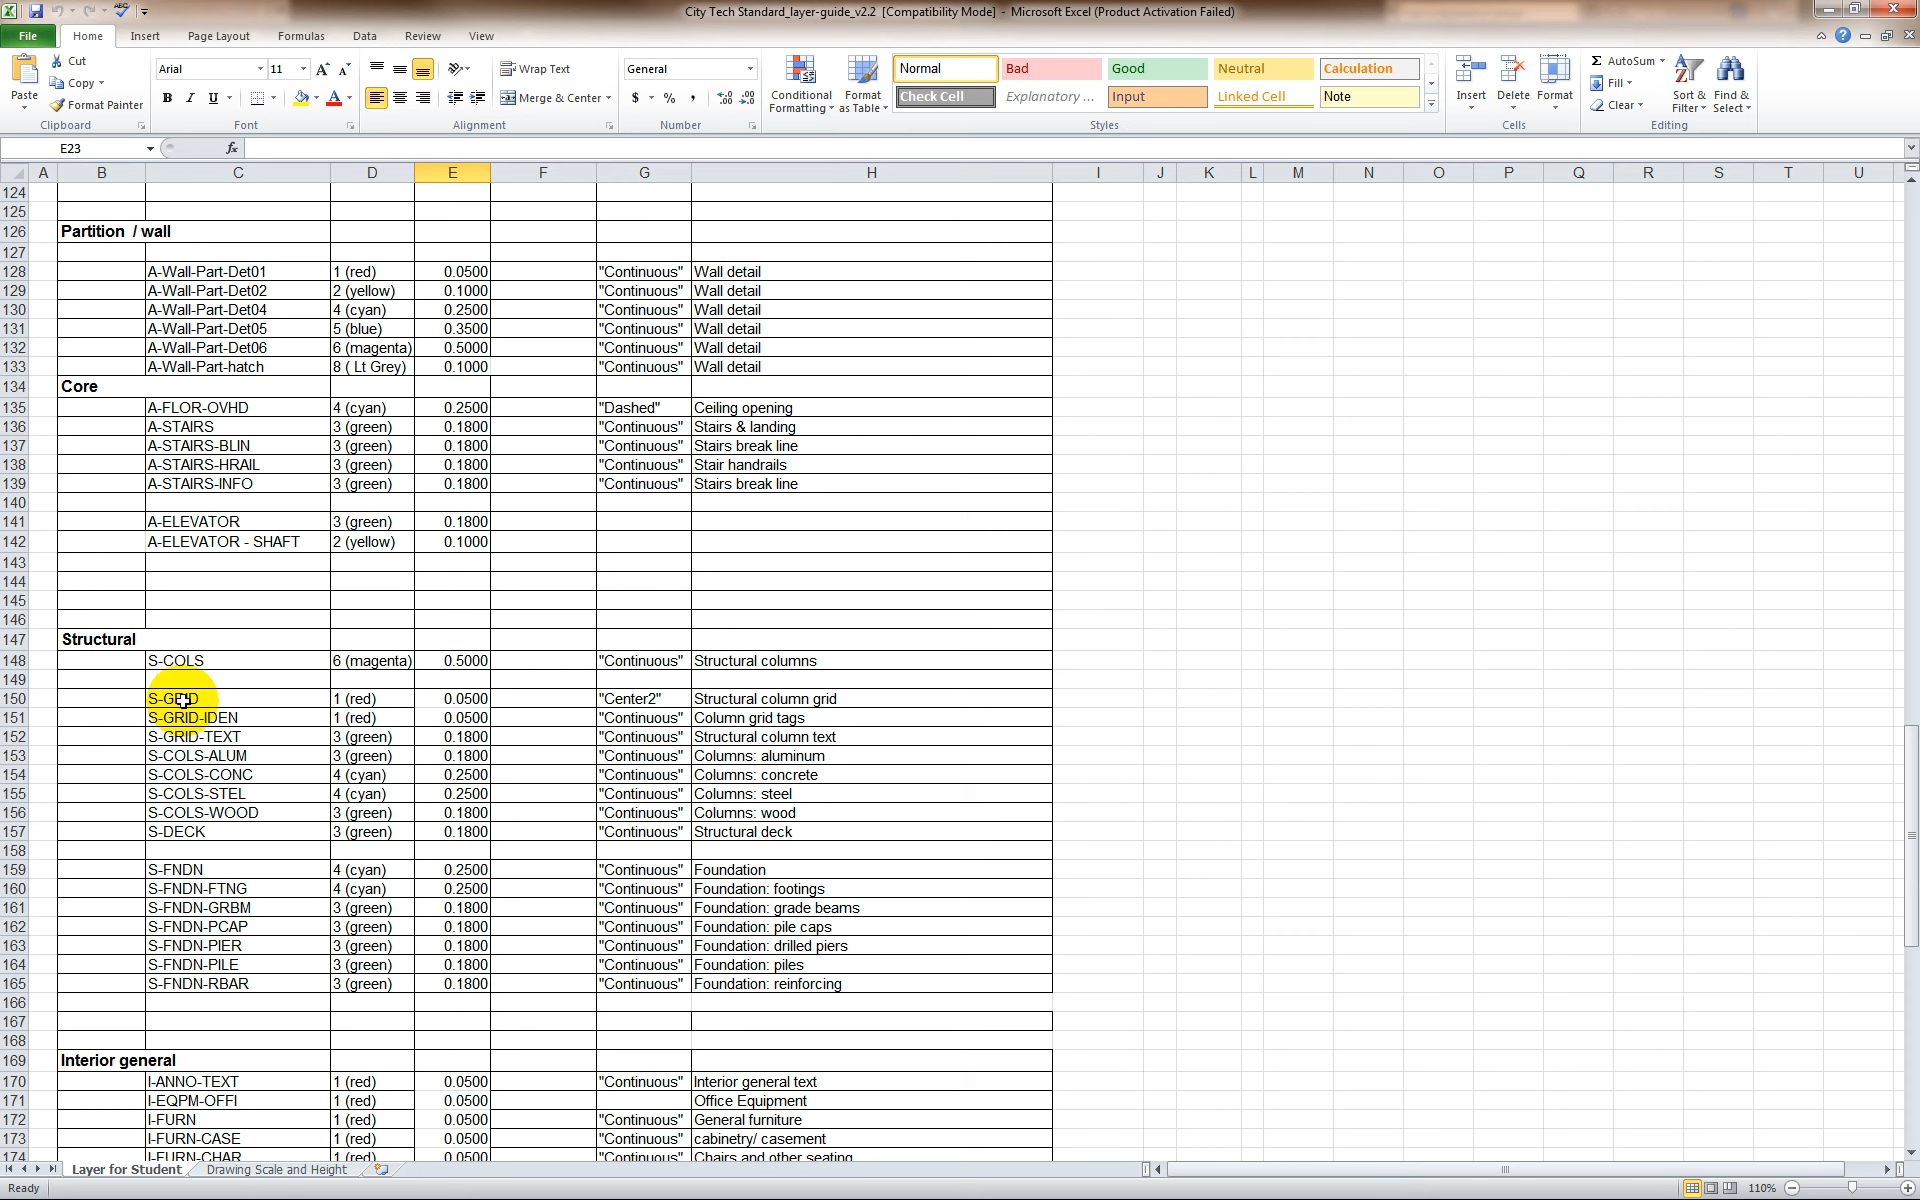 City Tech Standard_layer-guide_v2.2 [Compatibility Mode] - Microsoft Excel (Product Activation Failed)
File Home Insert Page Layout Formulas Data Review View
Cut
Copy
Format Painter
Paste
Clipboard
Arial 11
B I U
Font
Wrap Text
Merge & Center
Alignment
General
$ % ,
Number
Conditional Formatting
Format as Table
Normal Bad Good Neutral Calculation
Check Cell Explanatory ... Input Linked Cell Note
Styles
Insert Delete Format
Cells
AutoSum
Fill
Clear
Sort & Filter
Find & Select
Editing
E23 fx
A B C D E F G H I J K L M N O P Q R S T U
124
125
126 Partition / wall
127
128 A-Wall-Part-Det01 1 (red) 0.0500 "Continuous" Wall detail
129 A-Wall-Part-Det02 2 (yellow) 0.1000 "Continuous" Wall detail
130 A-Wall-Part-Det04 4 (cyan) 0.2500 "Continuous" Wall detail
131 A-Wall-Part-Det05 5 (blue) 0.3500 "Continuous" Wall detail
132 A-Wall-Part-Det06 6 (magenta) 0.5000 "Continuous" Wall detail
133 A-Wall-Part-hatch 8 ( Lt Grey) 0.1000 "Continuous" Wall detail
134 Core
135 A-FLOR-OVHD 4 (cyan) 0.2500 "Dashed" Ceiling opening
136 A-STAIRS 3 (green) 0.1800 "Continuous" Stairs & landing
137 A-STAIRS-BLIN 3 (green) 0.1800 "Continuous" Stairs break line
138 A-STAIRS-HRAIL 3 (green) 0.1800 "Continuous" Stair handrails
139 A-STAIRS-INFO 3 (green) 0.1800 "Continuous" Stairs break line
140
141 A-ELEVATOR 3 (green) 0.1800
142 A-ELEVATOR - SHAFT 2 (yellow) 0.1000
143
144
145
146
147 Structural
148 S-COLS 6 (magenta) 0.5000 "Continuous" Structural columns
149
150 S-GRID 1 (red) 0.0500 "Center2" Structural column grid
151 S-GRID-IDEN 1 (red) 0.0500 "Continuous" Column grid tags
152 S-GRID-TEXT 3 (green) 0.1800 "Continuous" Structural column text
153 S-COLS-ALUM 3 (green) 0.1800 "Continuous" Columns: aluminum
154 S-COLS-CONC 4 (cyan) 0.2500 "Continuous" Columns: concrete
155 S-COLS-STEL 4 (cyan) 0.2500 "Continuous" Columns: steel
156 S-COLS-WOOD 3 (green) 0.1800 "Continuous" Columns: wood
157 S-DECK 3 (green) 0.1800 "Continuous" Structural deck
158
159 S-FNDN 4 (cyan) 0.2500 "Continuous" Foundation
160 S-FNDN-FTNG 4 (cyan) 0.2500 "Continuous" Foundation: footings
161 S-FNDN-GRBM 3 (green) 0.1800 "Continuous" Foundation: grade beams
162 S-FNDN-PCAP 3 (green) 0.1800 "Continuous" Foundation: pile caps
163 S-FNDN-PIER 3 (green) 0.1800 "Continuous" Foundation: drilled piers
164 S-FNDN-PILE 3 (green) 0.1800 "Continuous" Foundation: piles
165 S-FNDN-RBAR 3 (green) 0.1800 "Continuous" Foundation: reinforcing
166
167
168
169 Interior general
170 I-ANNO-TEXT 1 (red) 0.0500 "Continuous" Interior general text
171 I-EQPM-OFFI 1 (red) 0.0500 Office Equipment
172 I-FURN 1 (red) 0.0500 "Continuous" General furniture
173 I-FURN-CASE 1 (red) 0.0500 "Continuous" cabinetry/ casement
174 I-FURN-CHAR 1 (red) 0.0500 "Continuous" Chairs and other seating
Layer for Student Drawing Scale and Height
Ready 110%